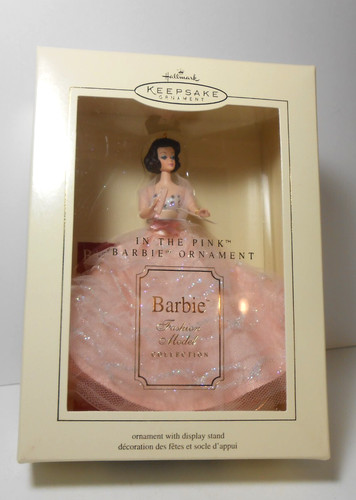 Hallmark
KEEPSAKE
ORNAMENT
IN THE PINK™
"BARBIE" ORNAMENT
Barbie™
Fashion
Model
COLLECTION
ornament with display stand
décoration des fêtes et socle d'appui